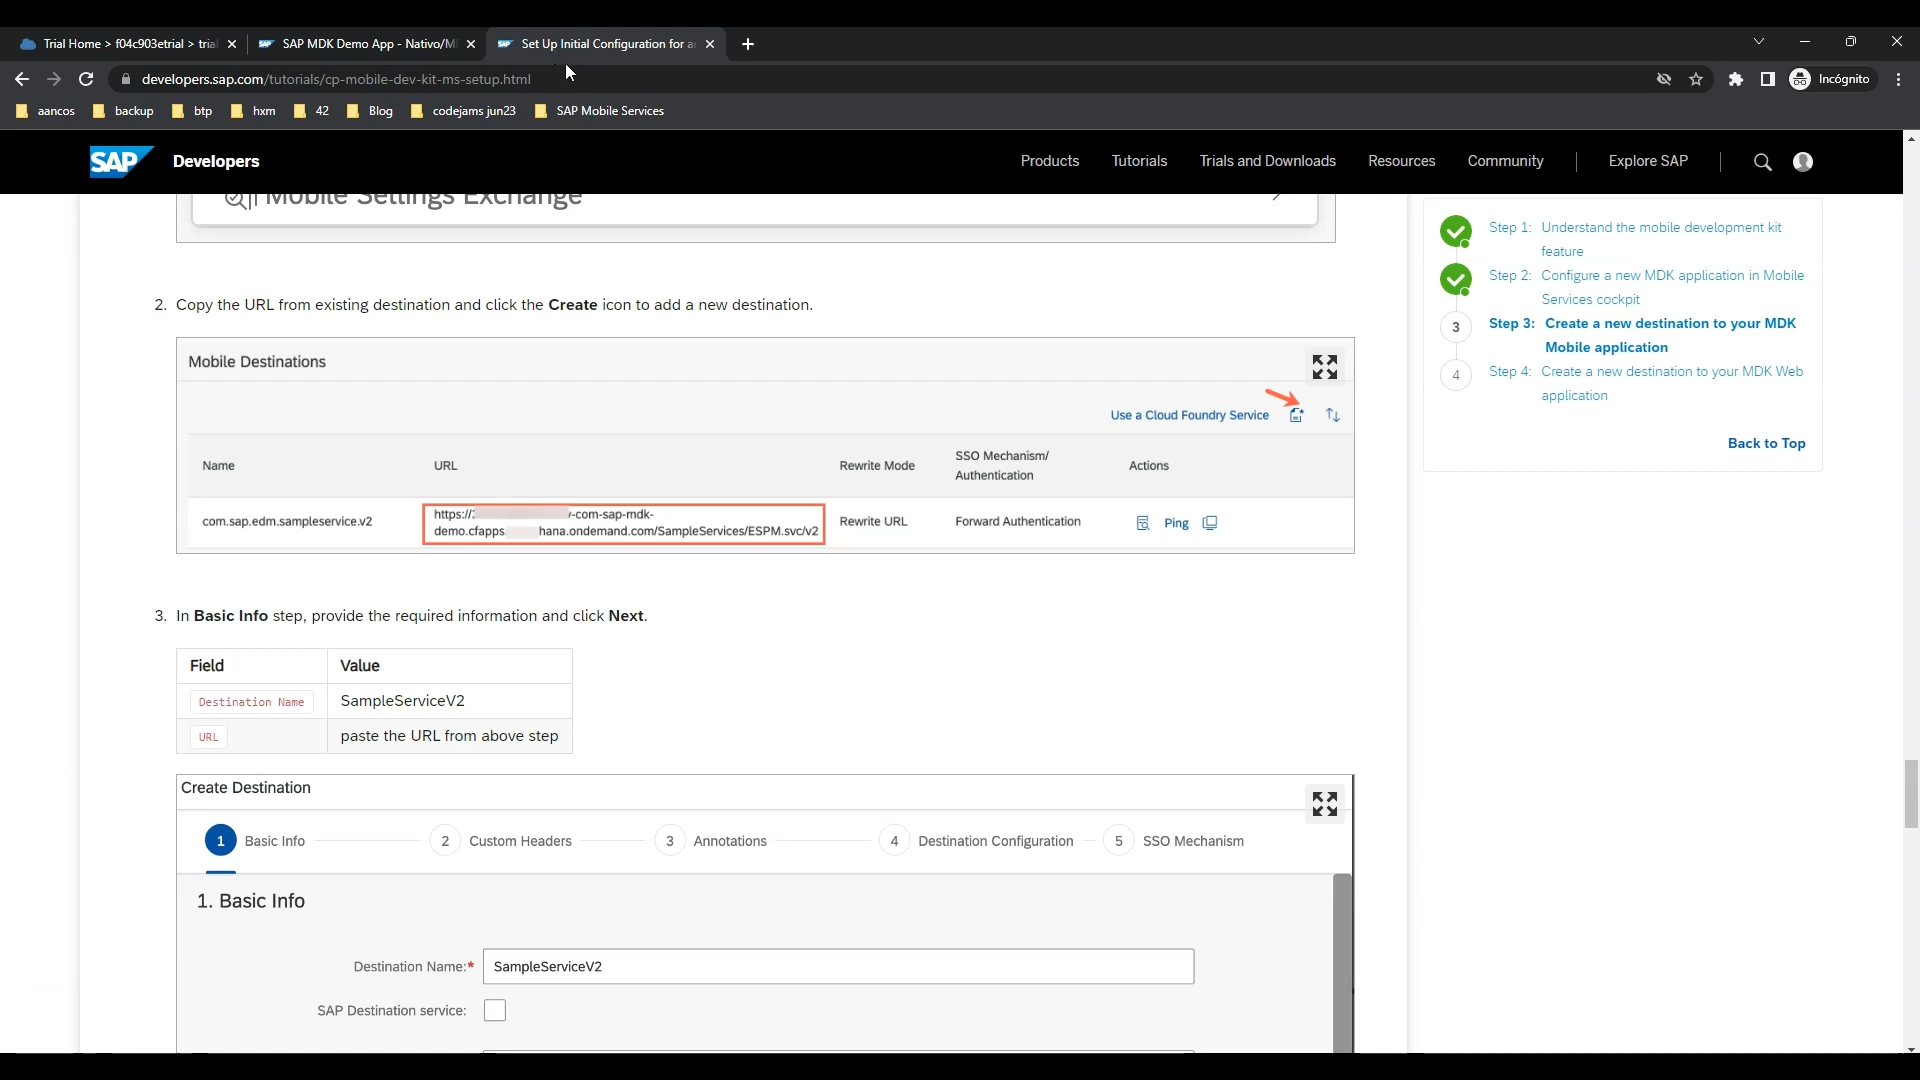 Trial Home > f04c903etrial > tria
SAP MDK Demo App - Nativo/Mi
Set Up Initial Configuration for a
developers.sap.com/tutorials/cp-mobile-dev-kit-ms-setup.html
Incógnito
aancos
backup
btp
hxm
42
Blog
codejams jun23
SAP Mobile Services
SAP
Developers
Products
Tutorials
Trials and Downloads
Resources
Community
Explore SAP
Mobile Settings Exchange
2. Copy the URL from existing destination and click the Create icon to add a new destination.
Mobile Destinations
Use a Cloud Foundry Service
Name
URL
Rewrite Mode
SSO Mechanism/
Authentication
Actions
com.sap.edm.sampleservice.v2
https://
-com-sap-mdk-
demo.cfapps
hana.ondemand.com/SampleServices/ESPM.svc/v2
Rewrite URL
Forward Authentication
Ping
3. In Basic Info step, provide the required information and click Next.
Field
Value
Destination Name
SampleServiceV2
URL
paste the URL from above step
Create Destination
1 Basic Info
2 Custom Headers
3 Annotations
4 Destination Configuration
5 SSO Mechanism
1. Basic Info
Destination Name:*
SampleServiceV2
SAP Destination service:
Step 1: Understand the mobile development kit
feature
Step 2: Configure a new MDK application in Mobile
Services cockpit
3 Step 3: Create a new destination to your MDK
Mobile application
4 Step 4: Create a new destination to your MDK Web
application
Back to Top